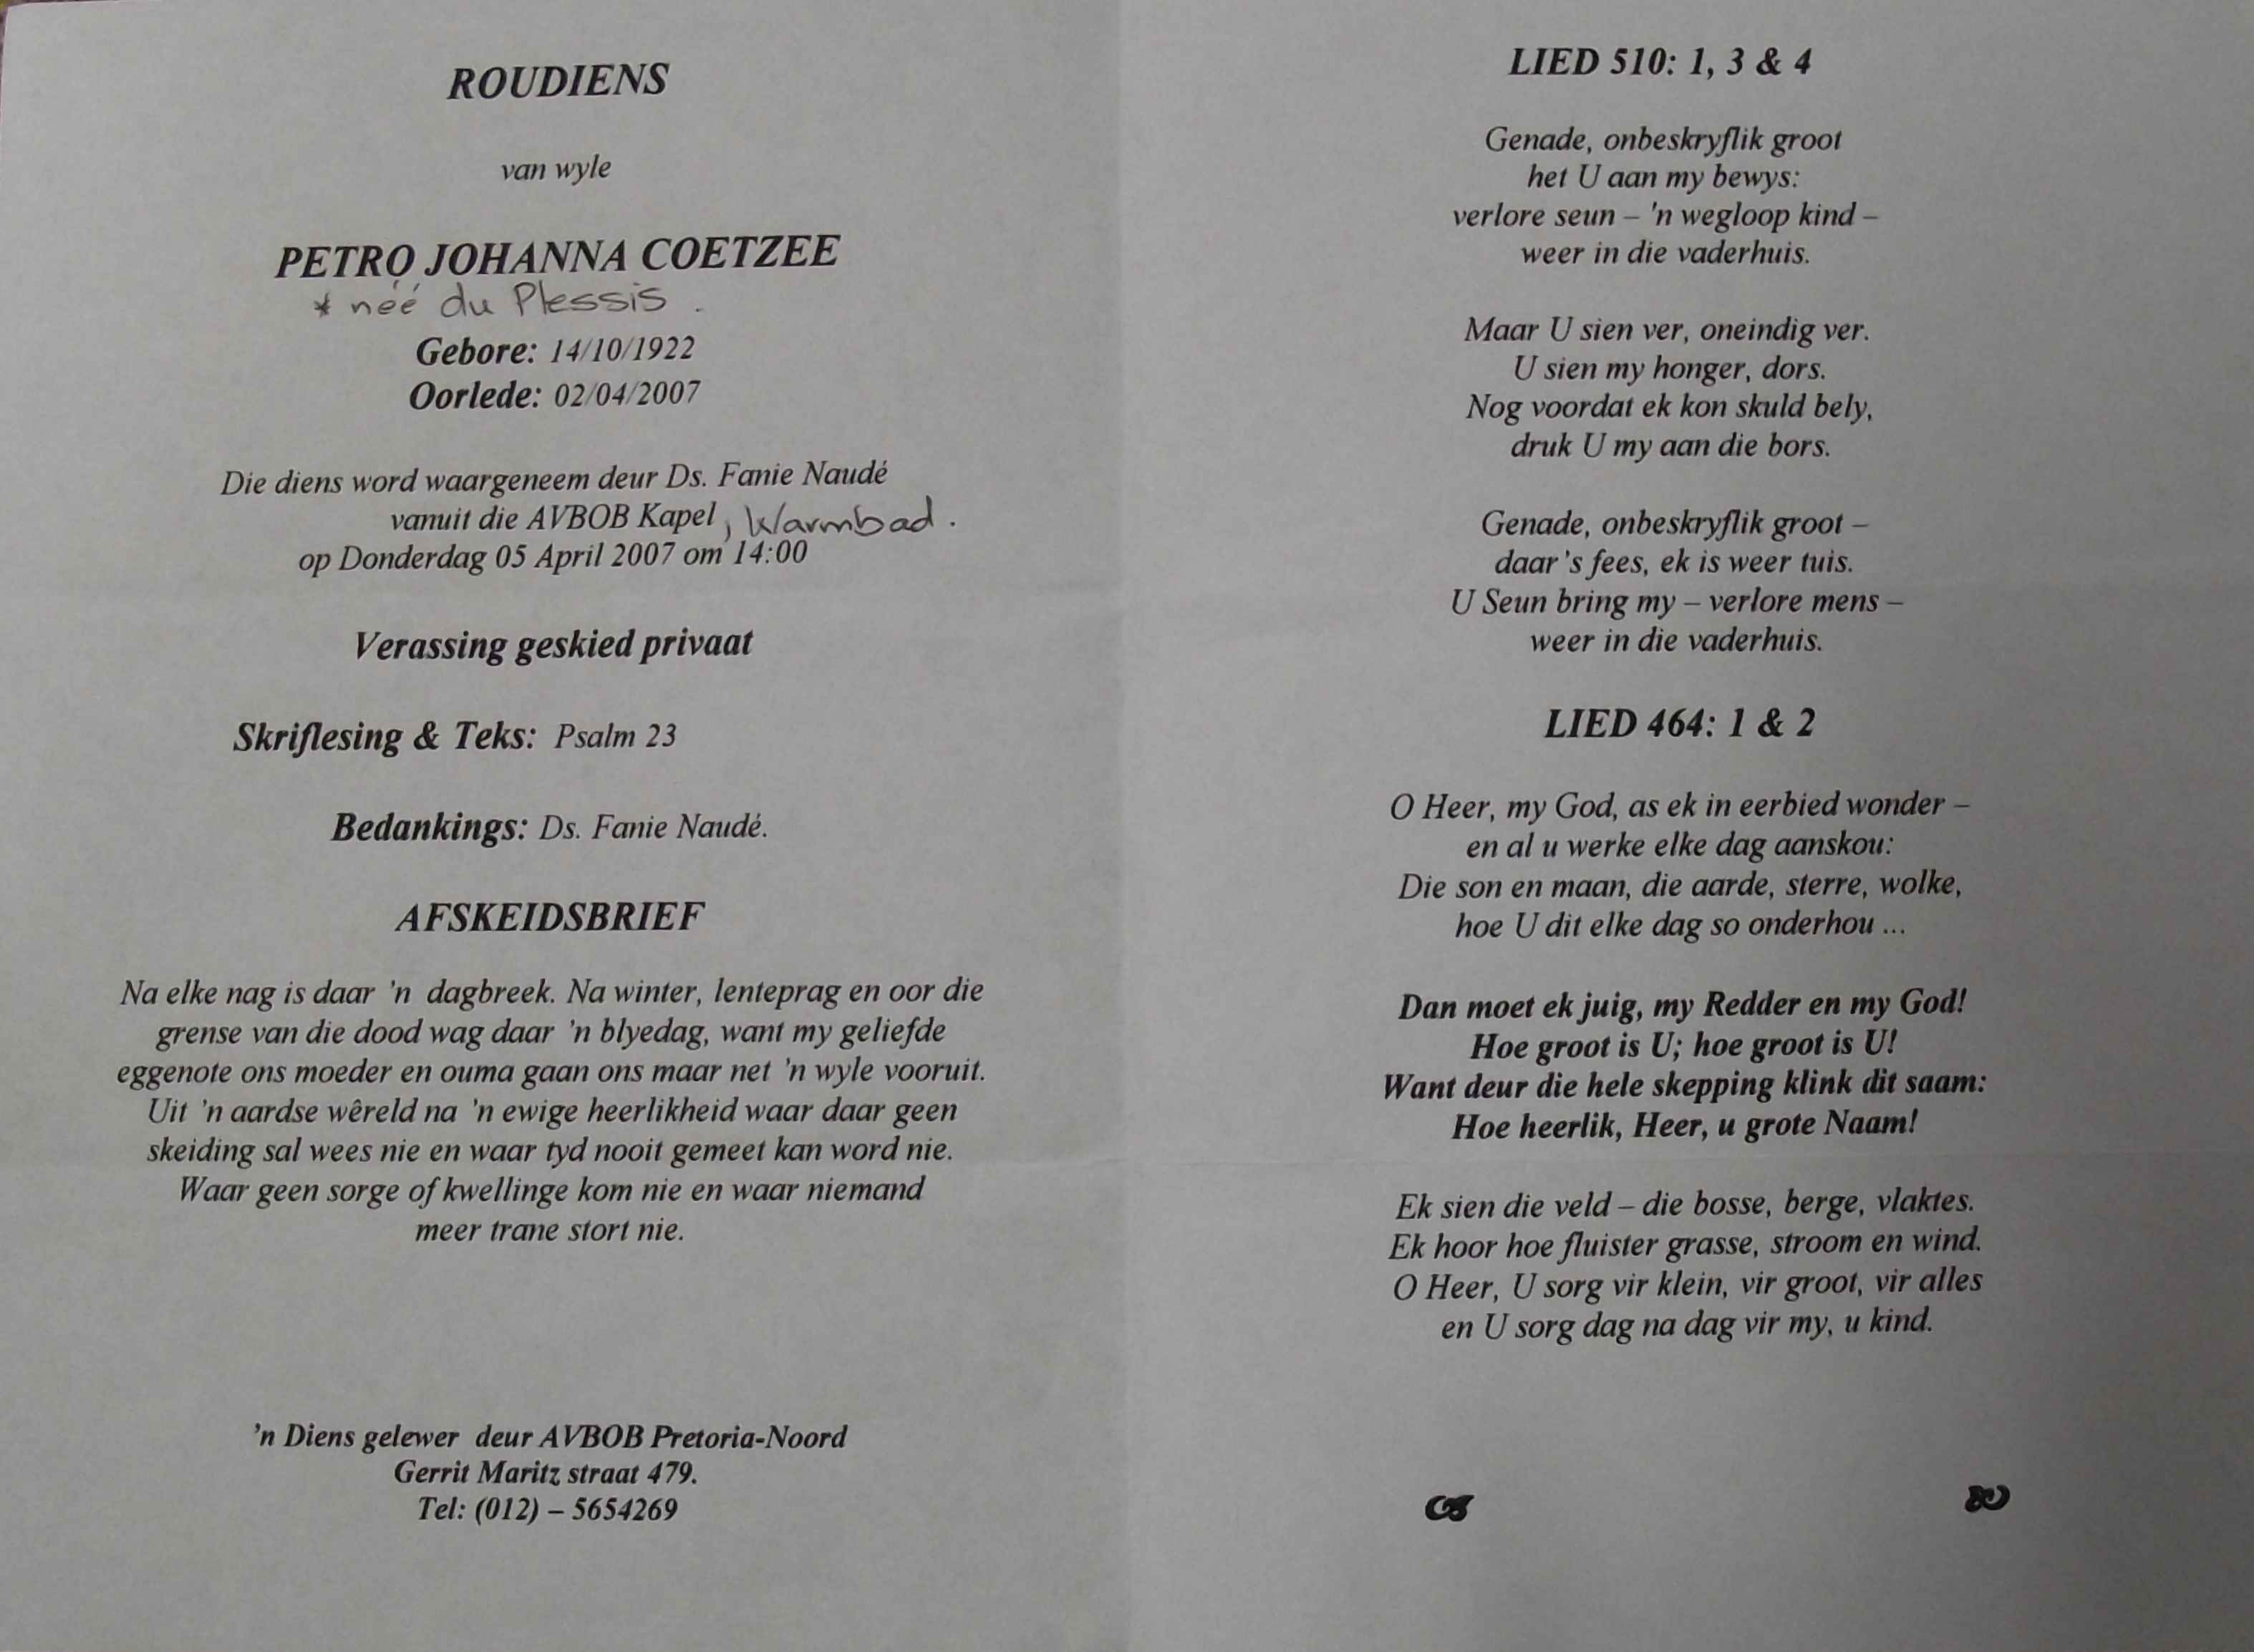 ROUDIENS
van wyle
PETRO JOHANNA COETZEE
* néé du Plessis.
Gebore: 14/10/1922
Oorlede: 02/04/2007
Die diens word waargeneem deur Ds. Fanie Naudé
vanuit die AVBOB Kapel, Warmbad.
op Donderdag 05 April 2007 om 14:00
Verassing geskied privaat
Skriflesing & Teks: Psalm 23
Bedankings: Ds. Fanie Naudé.
AFSKEIDSBRIEF
Na elke nag is daar 'n dagbreek. Na winter, lenteprag en oor die
grense van die dood wag daar 'n blyedag, want my geliefde
eggenote ons moeder en ouma gaan ons maar net 'n wyle vooruit.
Uit 'n aardse wêreld na 'n ewige heerlikheid waar daar geen
skeiding sal wees nie en waar tyd nooit gemeet kan word nie.
Waar geen sorge of kwellinge kom nie en waar niemand
meer trane stort nie.
'n Diens gelewer deur AVBOB Pretoria-Noord
Gerrit Maritz straat 479.
Tel: (012) – 5654269
LIED 510: 1, 3 & 4
Genade, onbeskryflik groot
het U aan my bewys:
verlore seun – 'n wegloop kind –
weer in die vaderhuis.
Maar U sien ver, oneindig ver.
U sien my honger, dors.
Nog voordat ek kon skuld bely,
druk U my aan die bors.
Genade, onbeskryflik groot –
daar's fees, ek is weer tuis.
U Seun bring my – verlore mens –
weer in die vaderhuis.
LIED 464: 1 & 2
O Heer, my God, as ek in eerbied wonder –
en al u werke elke dag aanskou:
Die son en maan, die aarde, sterre, wolke,
hoe U dit elke dag so onderhou ...
Dan moet ek juig, my Redder en my God!
Hoe groot is U; hoe groot is U!
Want deur die hele skepping klink dit saam:
Hoe heerlik, Heer, u grote Naam!
Ek sien die veld – die bosse, berge, vlaktes.
Ek hoor hoe fluister grasse, stroom en wind.
O Heer, U sorg vir klein, vir groot, vir alles
en U sorg dag na dag vir my, u kind.